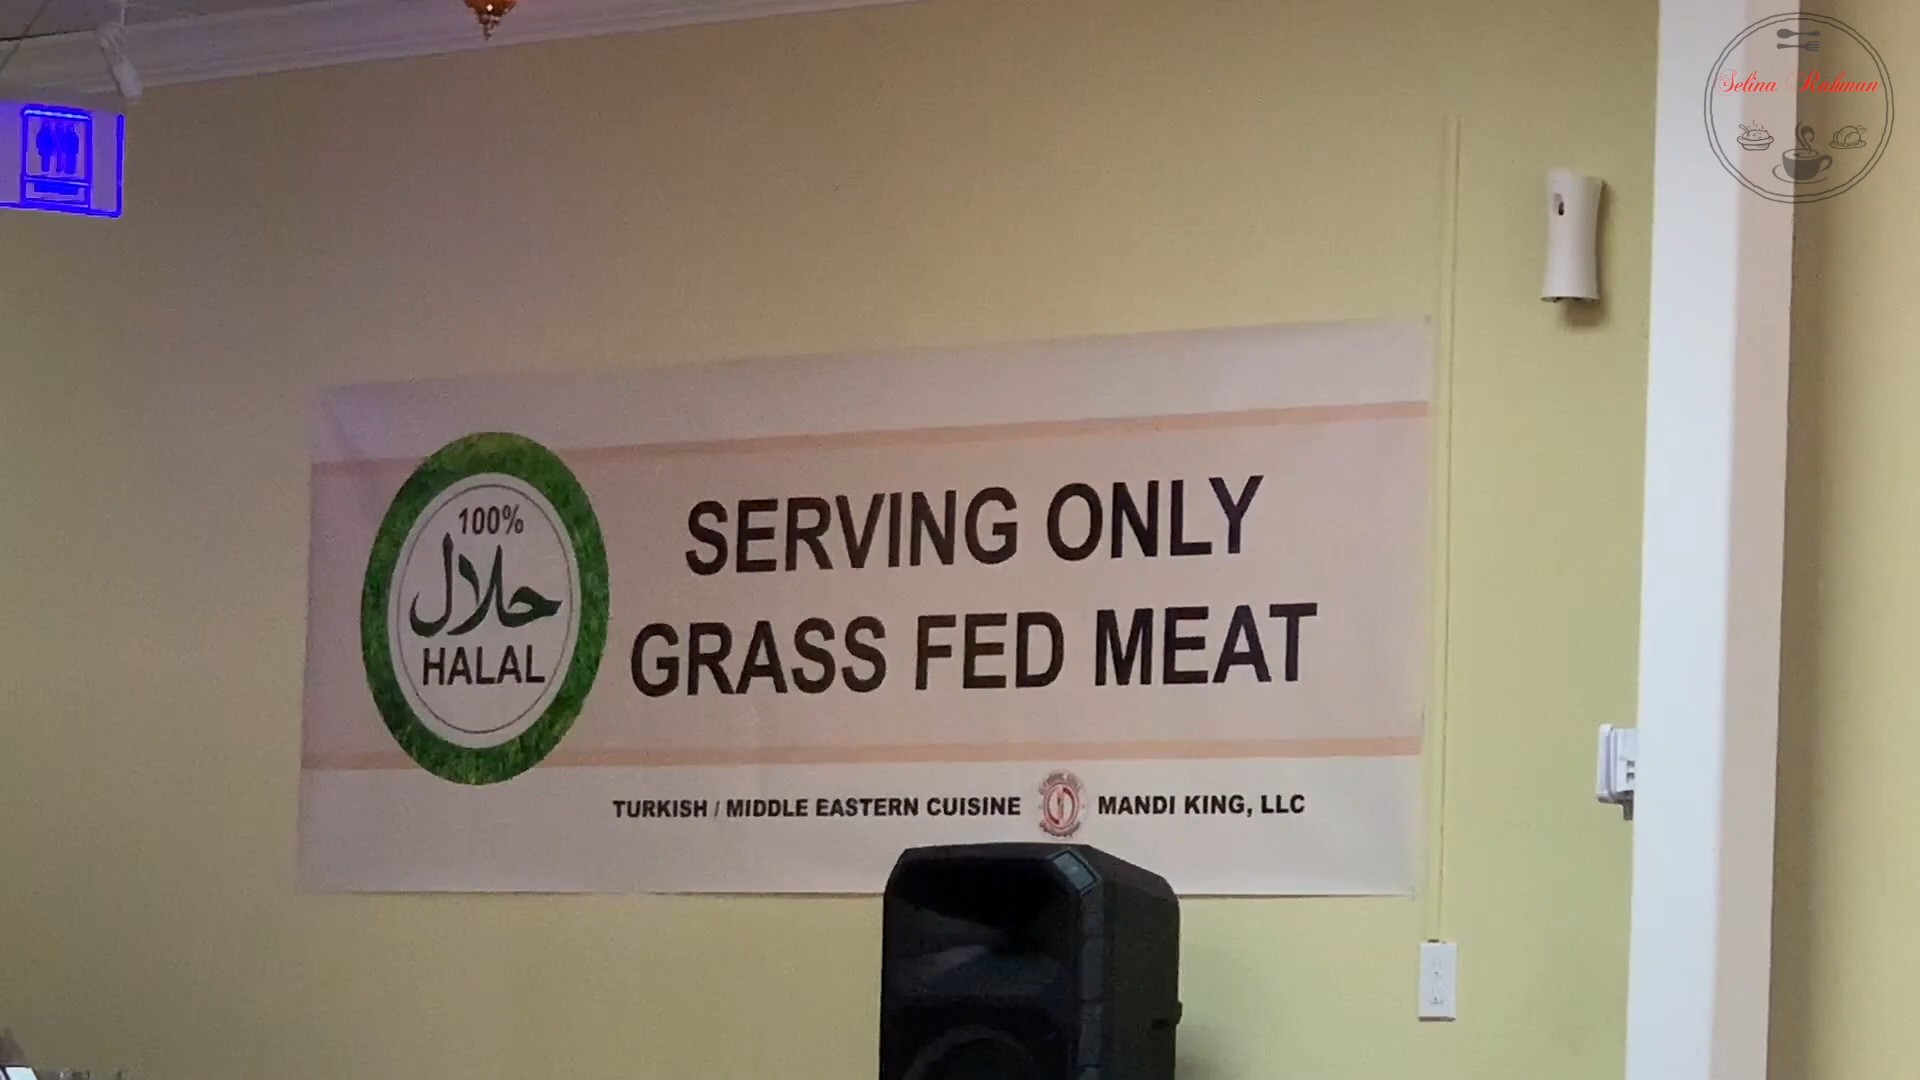 Selina Rahman
100%
حلال
HALAL
SERVING ONLY
GRASS FED MEAT
TURKISH / MIDDLE EASTERN CUISINE
MANDI KING, LLC